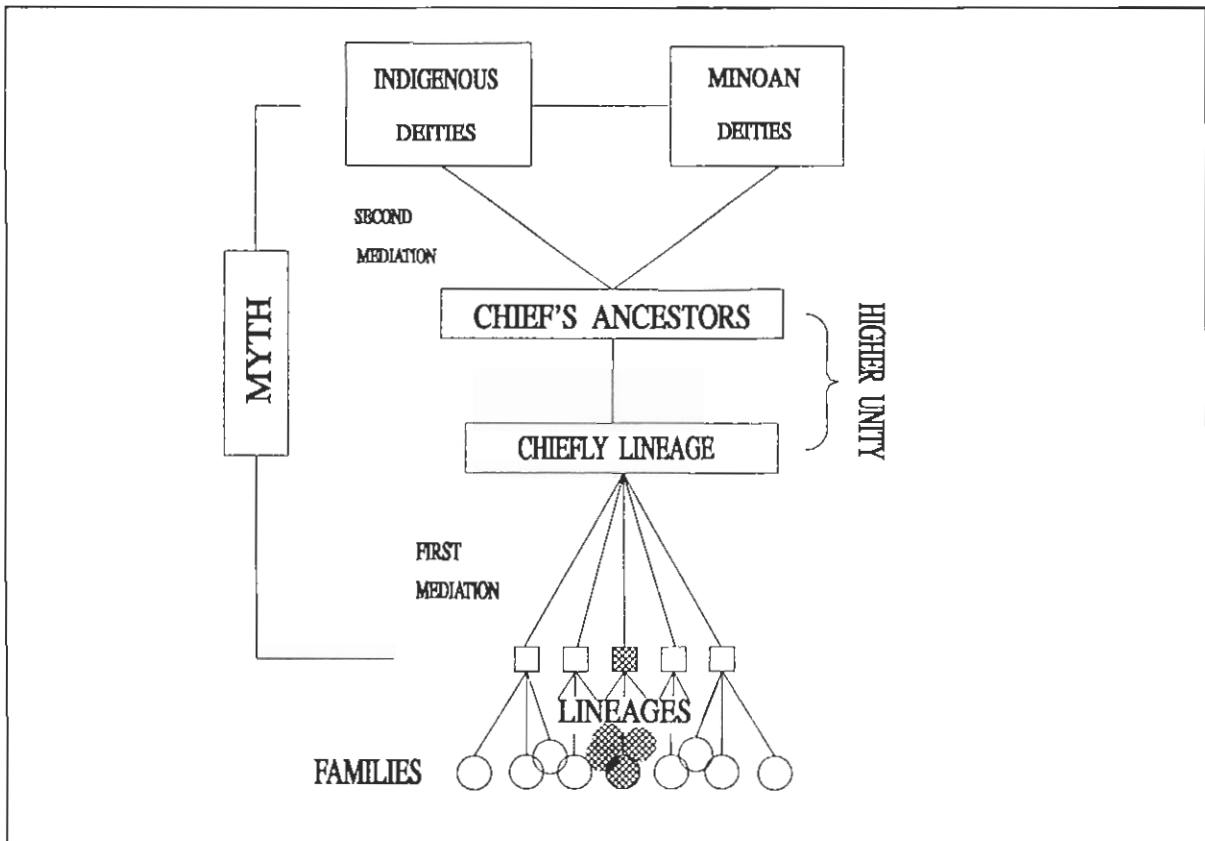 INDIGENOUS
DEITIES
MINOAN
DEITIES
SECOND
MEDIATION
MYTH
CHIEF'S ANCESTORS
HIGHER UNITY
CHIEFLY LINEAGE
FIRST
MEDIATION
LINEAGES
FAMILIES